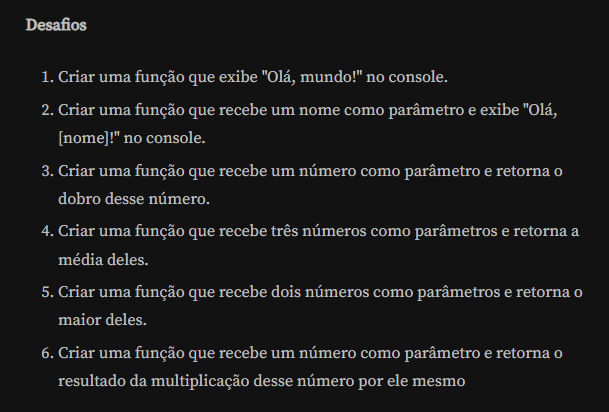 Desafios
1. Criar uma função que exibe "Olá, mundo!" no console.
2. Criar uma função que recebe um nome como parâmetro e exibe "Olá,
[nome]!" no console.
3. Criar uma função que recebe um número como parâmetro e retorna o
dobro desse número.
4. Criar uma função que recebe três números como parâmetros e retorna a
média deles.
5. Criar uma função que recebe dois números como parâmetros e retorna o
maior deles.
6. Criar uma função que recebe um número como parâmetro e retorna o
resultado da multiplicação desse número por ele mesmo